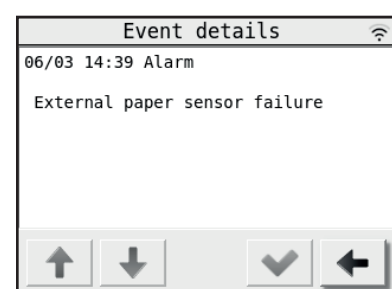 Event details
06/03 14:39 Alarm
External paper sensor failure